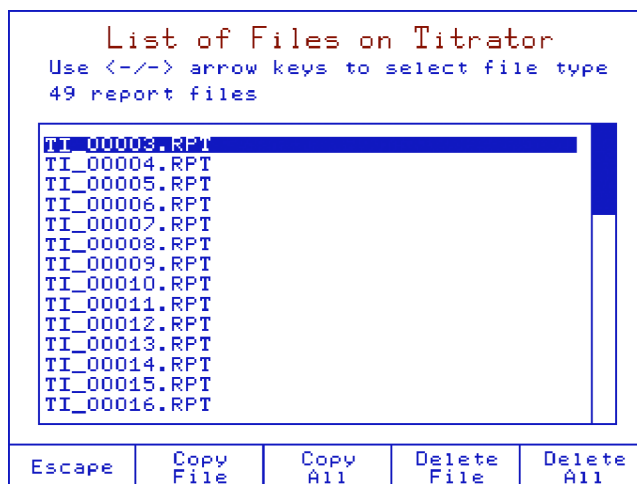 List of Files on Titrator
Use <-/-> arrow keys to select file type
49 report files
TI_00003.RPT
TI_00004.RPT
TI_00005.RPT
TI_00006.RPT
TI_00007.RPT
TI_00008.RPT
TI_00009.RPT
TI_00010.RPT
TI_00011.RPT
TI_00012.RPT
TI_00013.RPT
TI_00014.RPT
TI_00015.RPT
TI_00016.RPT
Escape
Copy
File
Copy
All
Delete
File
Delete
All